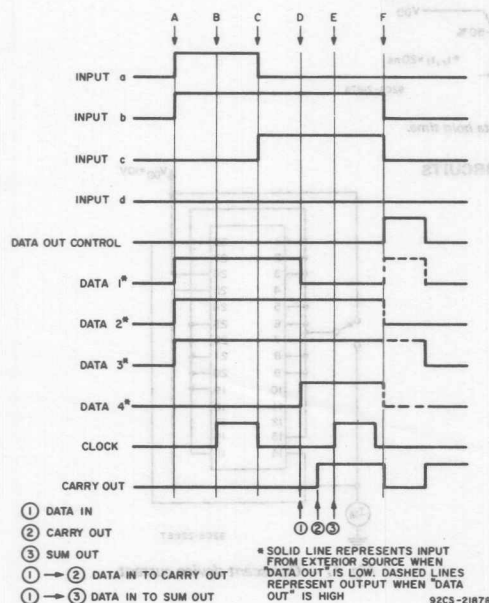 A B C D E F
INPUT a
INPUT b
INPUT c
INPUT d
DATA OUT CONTROL
DATA 1*
DATA 2*
DATA 3*
DATA 4*
CLOCK
CARRY OUT
① ② ③
① DATA IN
② CARRY OUT
③ SUM OUT
① → ② DATA IN TO CARRY OUT
① → ③ DATA IN TO SUM OUT
* SOLID LINE REPRESENTS INPUT
FROM EXTERIOR SOURCE WHEN
"DATA OUT" IS LOW. DASHED LINES
REPRESENT OUTPUT WHEN "DATA
OUT" IS HIGH
92CS-21878